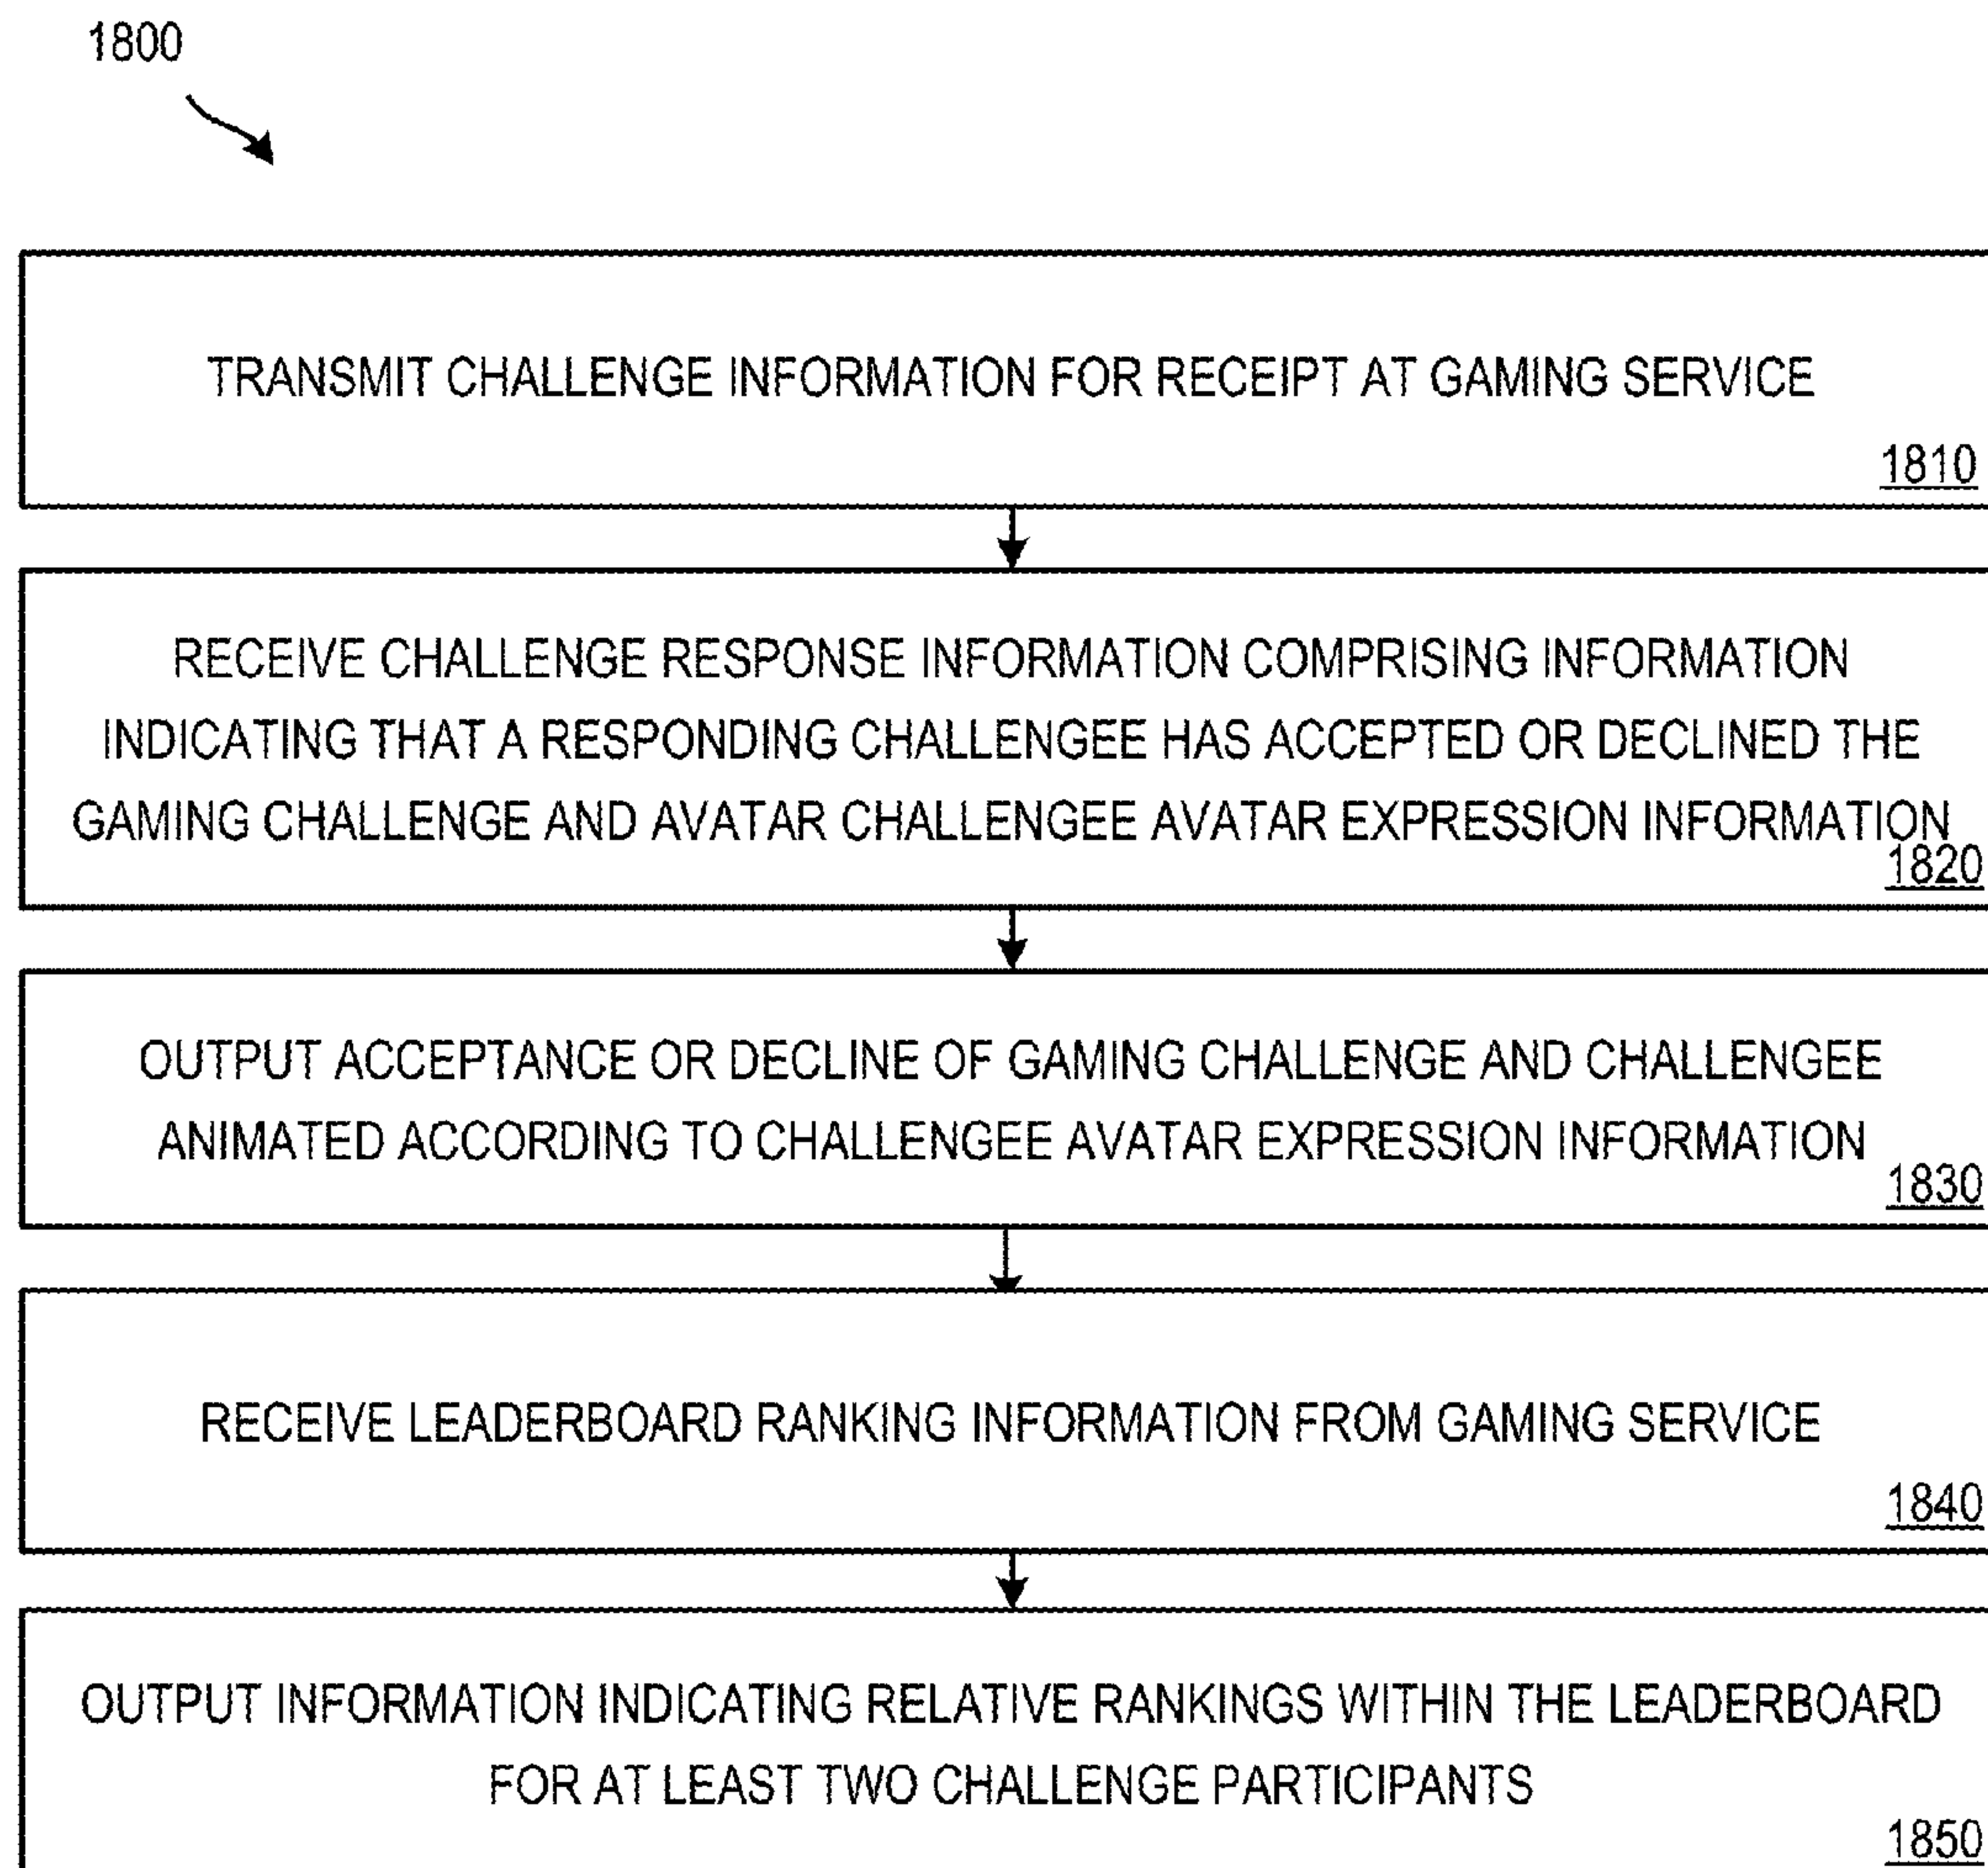 1800
TRANSMIT CHALLENGE INFORMATION FOR RECEIPT AT GAMING SERVICE
1810
RECEIVE CHALLENGE RESPONSE INFORMATION COMPRISING INFORMATION
INDICATING THAT A RESPONDING CHALLENGEE HAS ACCEPTED OR DECLINED THE
GAMING CHALLENGE AND AVATAR CHALLENGEE AVATAR EXPRESSION INFORMATION
1820
OUTPUT ACCEPTANCE OR DECLINE OF GAMING CHALLENGE AND CHALLENGEE
ANIMATED ACCORDING TO CHALLENGEE AVATAR EXPRESSION INFORMATION
1830
RECEIVE LEADERBOARD RANKING INFORMATION FROM GAMING SERVICE
1840
OUTPUT INFORMATION INDICATING RELATIVE RANKINGS WITHIN THE LEADERBOARD
FOR AT LEAST TWO CHALLENGE PARTICIPANTS
1850